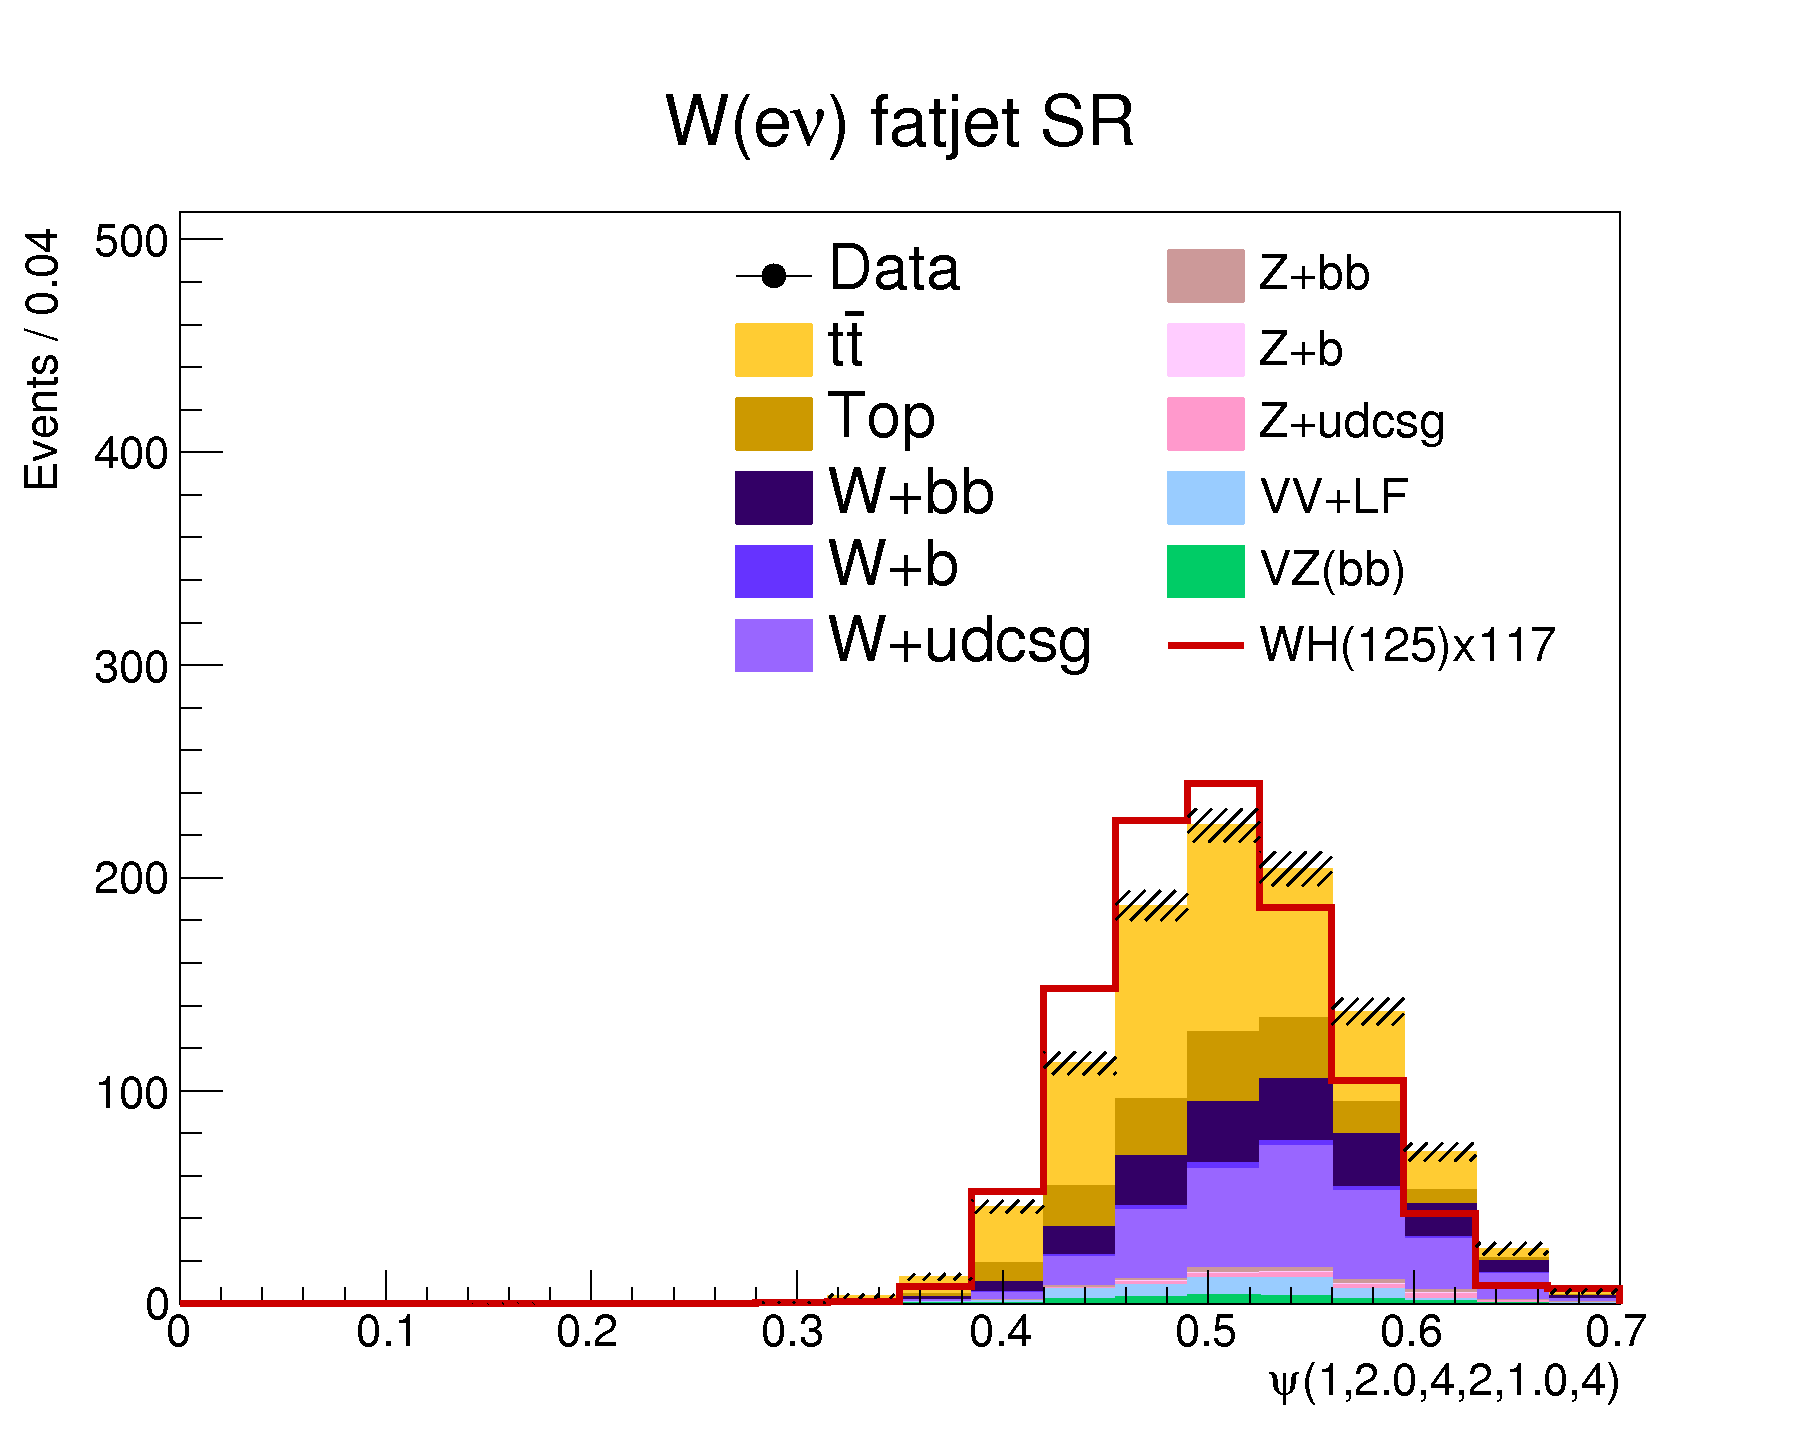 W(eν) fatjet SR
Events / 0.04
500
400
300
200
100
0
Data
tt̄
Top
W+bb
W+b
W+udcsg
Z+bb
Z+b
Z+udcsg
VV+LF
VZ(bb)
WH(125)x117
0 0.1 0.2 0.3 0.4 0.5 0.6 0.7
ψ(1,2.0,4,2,1.0,4)